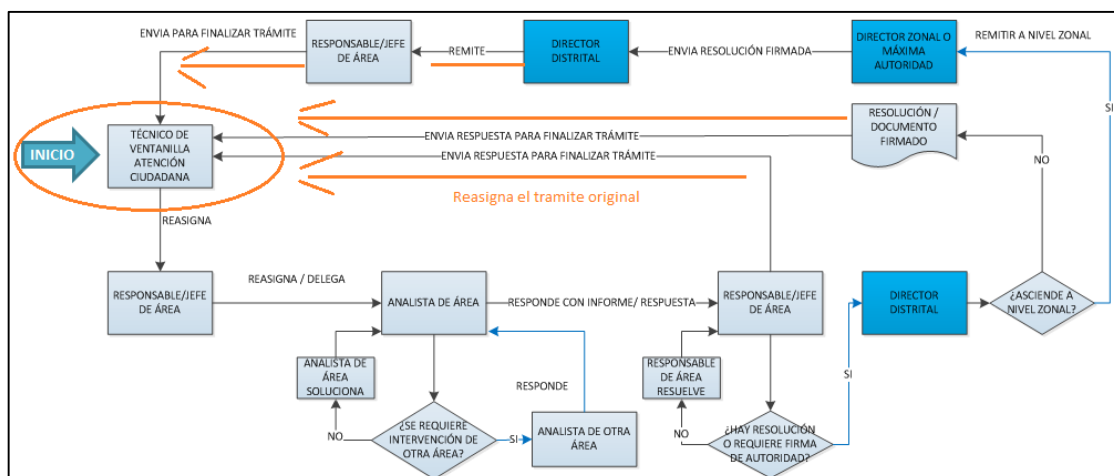 ENVIA PARA FINALIZAR TRÁMITE
RESPONSABLE/JEFE
DE ÁREA
REMITE
DIRECTOR
DISTRITAL
ENVIA RESOLUCIÓN FIRMADA
DIRECTOR ZONAL O
MÁXIMA
AUTORIDAD
REMITIR A NIVEL ZONAL
SI
INICIO
TÉCNICO DE
VENTANILLA
ATENCIÓN
CIUDADANA
ENVIA RESPUESTA PARA FINALIZAR TRÁMITE
RESOLUCIÓN /
DOCUMENTO
FIRMADO
ENVIA RESPUESTA PARA FINALIZAR TRÁMITE
NO
Reasigna el tramite original
REASIGNA
RESPONSABLE/JEFE
DE ÁREA
REASIGNA / DELEGA
ANALISTA DE ÁREA
RESPONDE CON INFORME/ RESPUESTA
RESPONSABLE/JEFE
DE ÁREA
DIRECTOR
DISTRITAL
¿ASCIENDE A
NIVEL ZONAL?
ANALISTA DE
ÁREA
SOLUCIONA
RESPONDE
RESPONSABLE
DE ÁREA
RESUELVE
SI
¿SE REQUIERE
INTERVENCIÓN DE
OTRA ÁREA?
NO
SI
ANALISTA DE OTRA
ÁREA
NO
¿HAY RESOLUCIÓN
O REQUIERE FIRMA
DE AUTORIDAD?